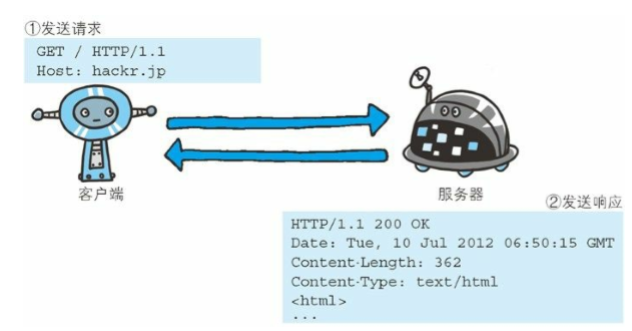 ①发送请求
GET / HTTP/1.1
Host: hackr.jp
客户端
服务器
②发送响应
HTTP/1.1 200 OK
Date: Tue, 10 Jul 2012 06:50:15 GMT
Content-Length: 362
Content-Type: text/html
<html>
...